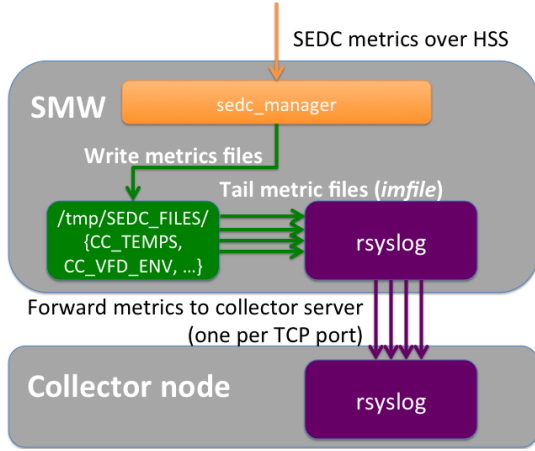 SEDC metrics over HSS
SMW
sedc_manager
Write metrics files
Tail metric files (imfile)
/tmp/SEDC_FILES/
{CC_TEMPS,
CC_VFD_ENV, ...}
rsyslog
Forward metrics to collector server
(one per TCP port)
Collector node
rsyslog